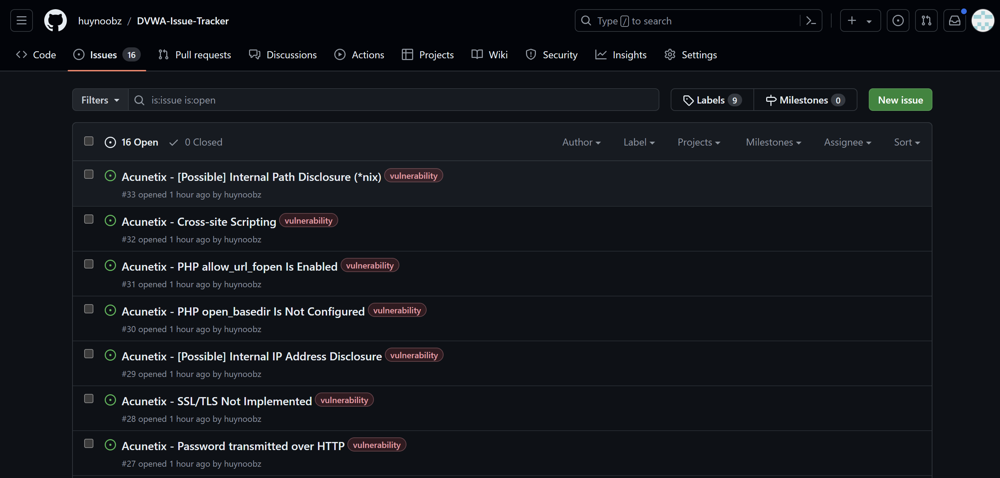 huynoobz / DVWA-Issue-Tracker
Type / to search
Code
Issues 16
Pull requests
Discussions
Actions
Projects
Wiki
Security
Insights
Settings
Filters
is:issue is:open
Labels 9
Milestones 0
New issue
16 Open
0 Closed
Author
Label
Projects
Milestones
Assignee
Sort
Acunetix - [Possible] Internal Path Disclosure (*nix) vulnerability
#33 opened 1 hour ago by huynoobz
Acunetix - Cross-site Scripting vulnerability
#32 opened 1 hour ago by huynoobz
Acunetix - PHP allow_url_fopen Is Enabled vulnerability
#31 opened 1 hour ago by huynoobz
Acunetix - PHP open_basedir Is Not Configured vulnerability
#30 opened 1 hour ago by huynoobz
Acunetix - [Possible] Internal IP Address Disclosure vulnerability
#29 opened 1 hour ago by huynoobz
Acunetix - SSL/TLS Not Implemented vulnerability
#28 opened 1 hour ago by huynoobz
Acunetix - Password transmitted over HTTP vulnerability
#27 opened 1 hour ago by huynoobz